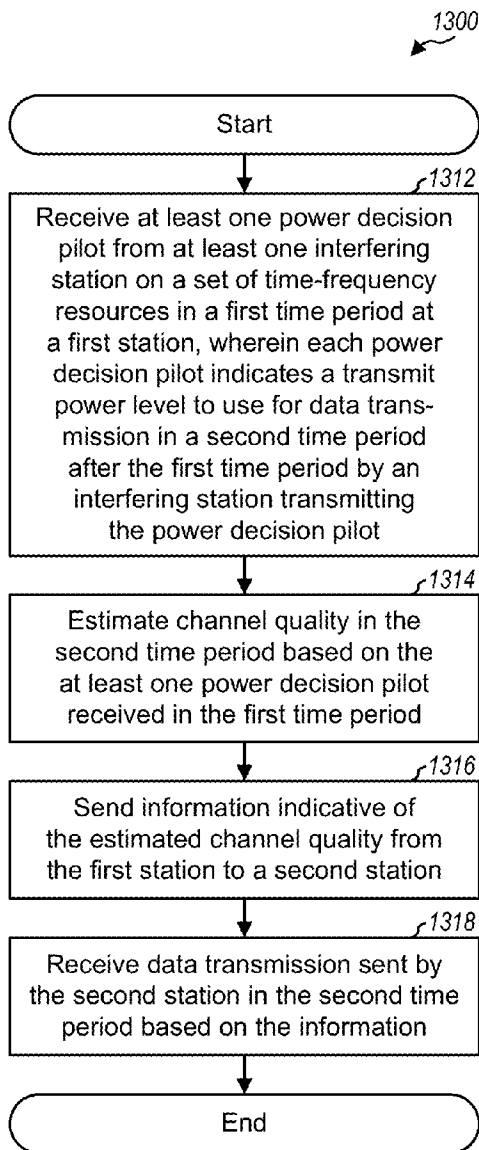 1300
Start
1312
Receive at least one power decision
pilot from at least one interfering
station on a set of time-frequency
resources in a first time period at
a first station, wherein each power
decision pilot indicates a transmit
power level to use for data trans-
mission in a second time period
after the first time period by an
interfering station transmitting
the power decision pilot
1314
Estimate channel quality in the
second time period based on the
at least one power decision pilot
received in the first time period
1316
Send information indicative of
the estimated channel quality from
the first station to a second station
1318
Receive data transmission sent by
the second station in the second time
period based on the information
End